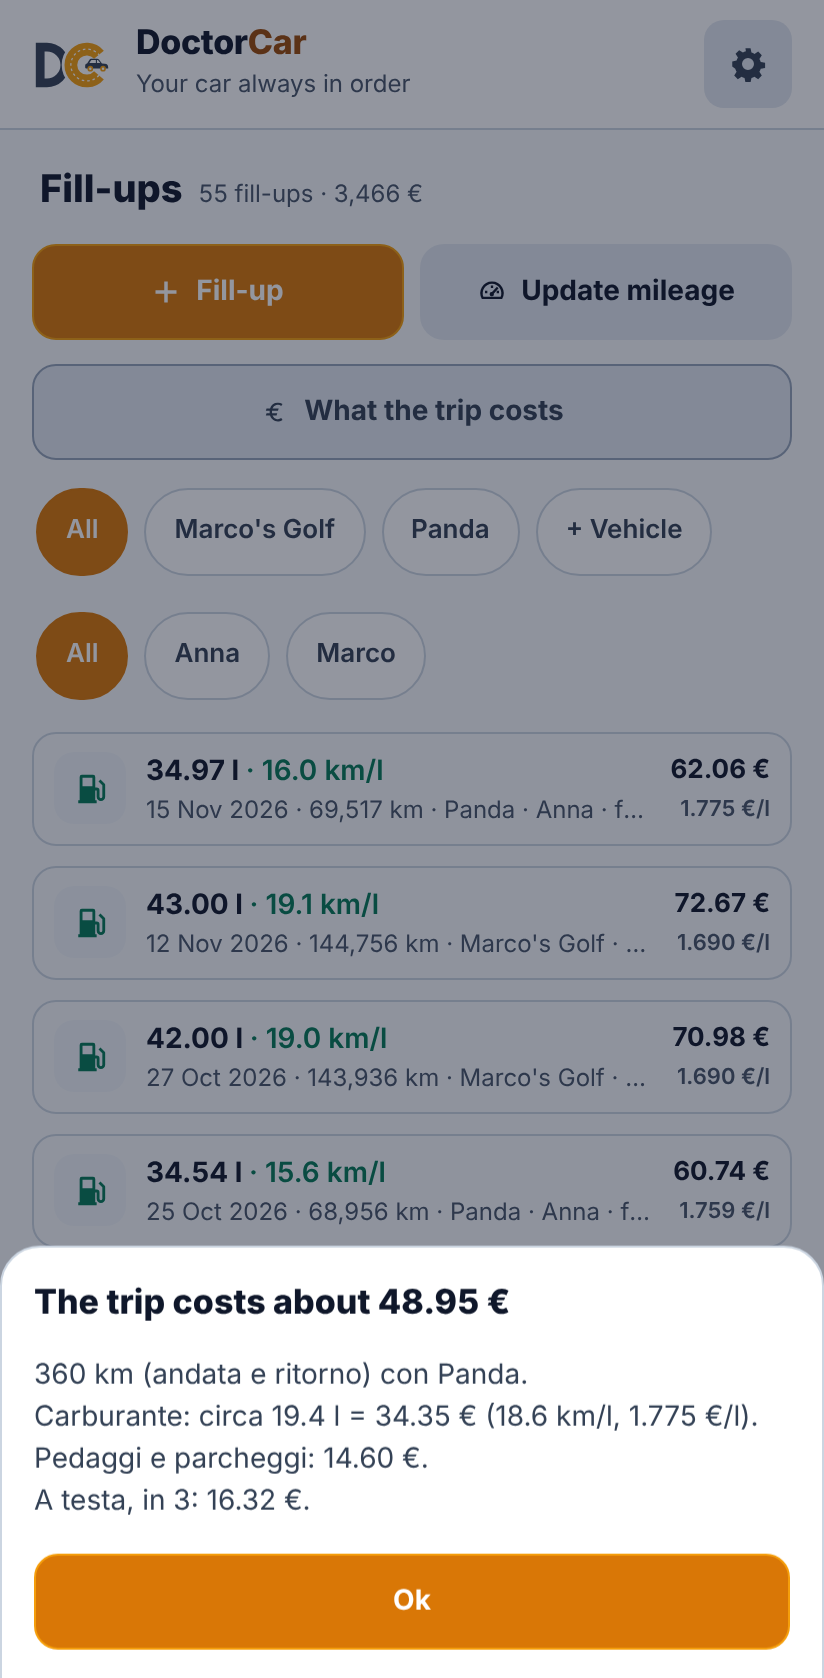 DC
DoctorCar
Your car always in order
Fill-ups 55 fill-ups · 3,466 €
+ Fill-up
Update mileage
€ What the trip costs
All
Marco's Golf
Panda
+ Vehicle
All
Anna
Marco
34.97 l · 16.0 km/l
62.06 €
15 Nov 2026 · 69,517 km · Panda · Anna · f...
1.775 €/l
43.00 l · 19.1 km/l
72.67 €
12 Nov 2026 · 144,756 km · Marco's Golf · ...
1.690 €/l
42.00 l · 19.0 km/l
70.98 €
27 Oct 2026 · 143,936 km · Marco's Golf · ...
1.690 €/l
34.54 l · 15.6 km/l
60.74 €
25 Oct 2026 · 68,956 km · Panda · Anna · f...
1.759 €/l
The trip costs about 48.95 €
360 km (andata e ritorno) con Panda.
Carburante: circa 19.4 l = 34.35 € (18.6 km/l, 1.775 €/l).
Pedaggi e parcheggi: 14.60 €.
A testa, in 3: 16.32 €.
Ok